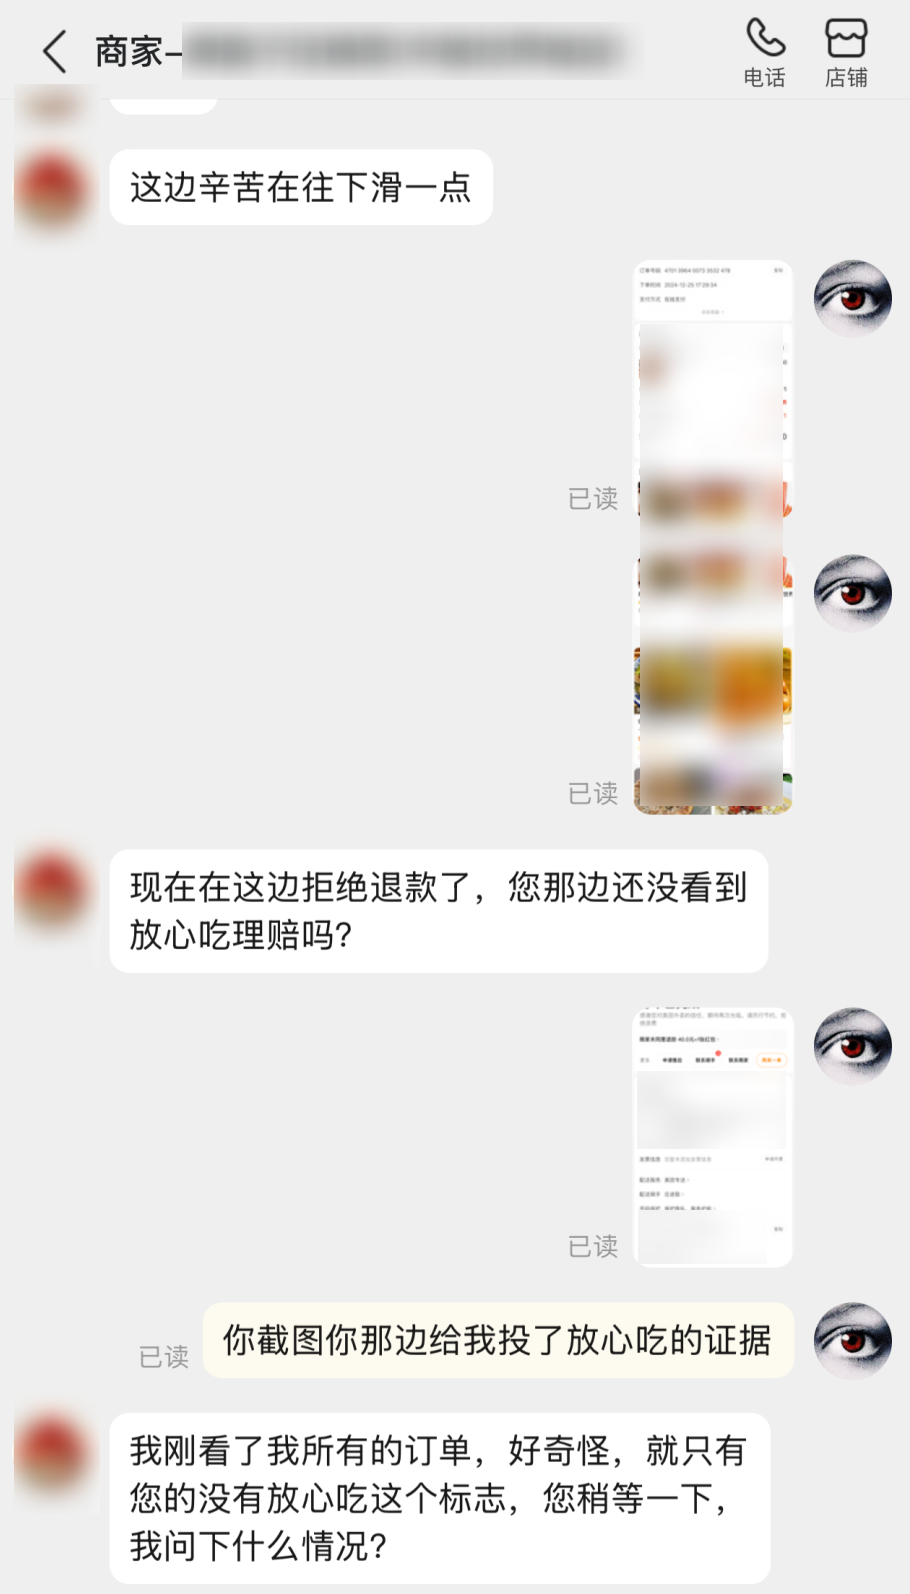 商家–
电话
店铺
这边辛苦在往下滑一点
已读
已读
现在在这边拒绝退款了，您那边还没看到
放心吃理赔吗？
已读
你截图你那边给我投了放心吃的证据
已读
我刚看了我所有的订单，好奇怪，就只有
您的没有放心吃这个标志，您稍等一下，
我问下什么情况？